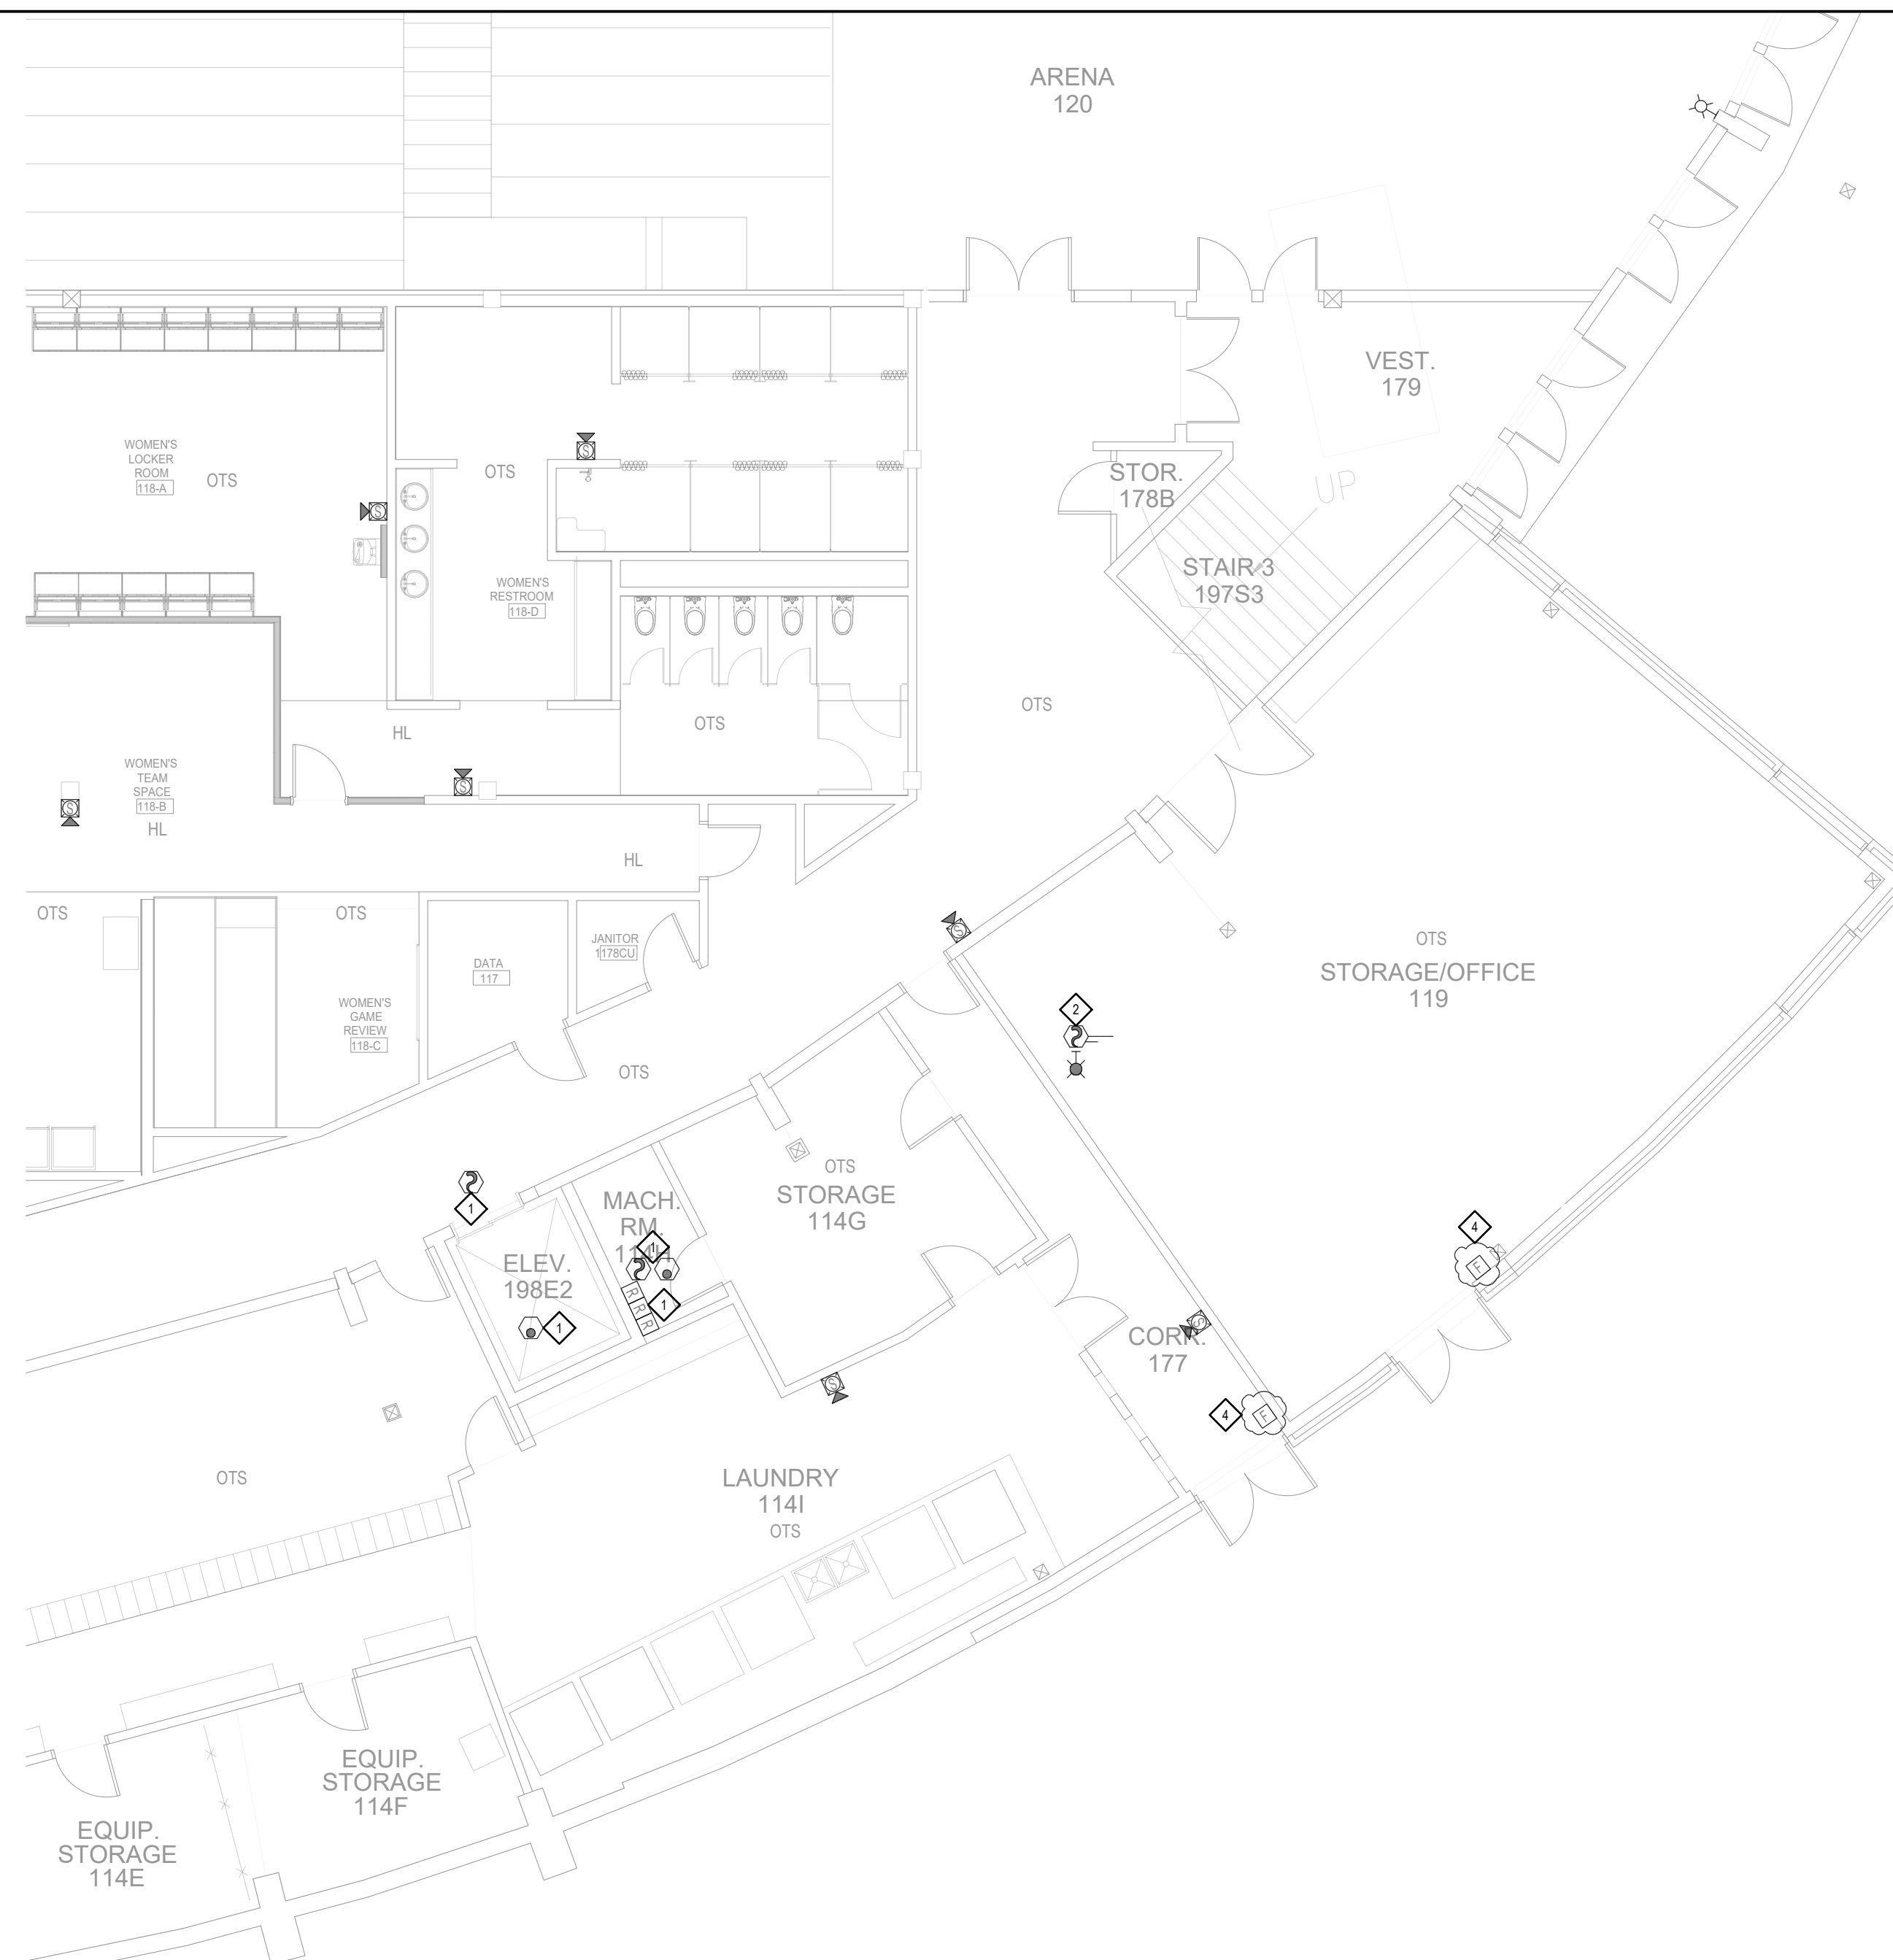 ARENA
120
VEST.
179
WOMEN'S
LOCKER
ROOM
118-A
OTS
S
S
OTS
STOR.
178B
UP
STAIR 3
197S3
WOMEN'S
RESTROOM
118-D
OTS
OTS
HL
WOMEN'S
TEAM
SPACE
118-B
HL
S
S
HL
OTS
OTS
DATA
117
JANITOR
1178CU
S
OTS
STORAGE/OFFICE
119
WOMEN'S
GAME
REVIEW
118-C
2
OTS
OTS
STORAGE
114G
1
MACH.
RM.
114H
1
ELEV.
198E2
R
R
R
1
1
4
F
S
CORR.
177
S
4
F
OTS
LAUNDRY
114I
OTS
EQUIP.
STORAGE
114F
EQUIP.
STORAGE
114E